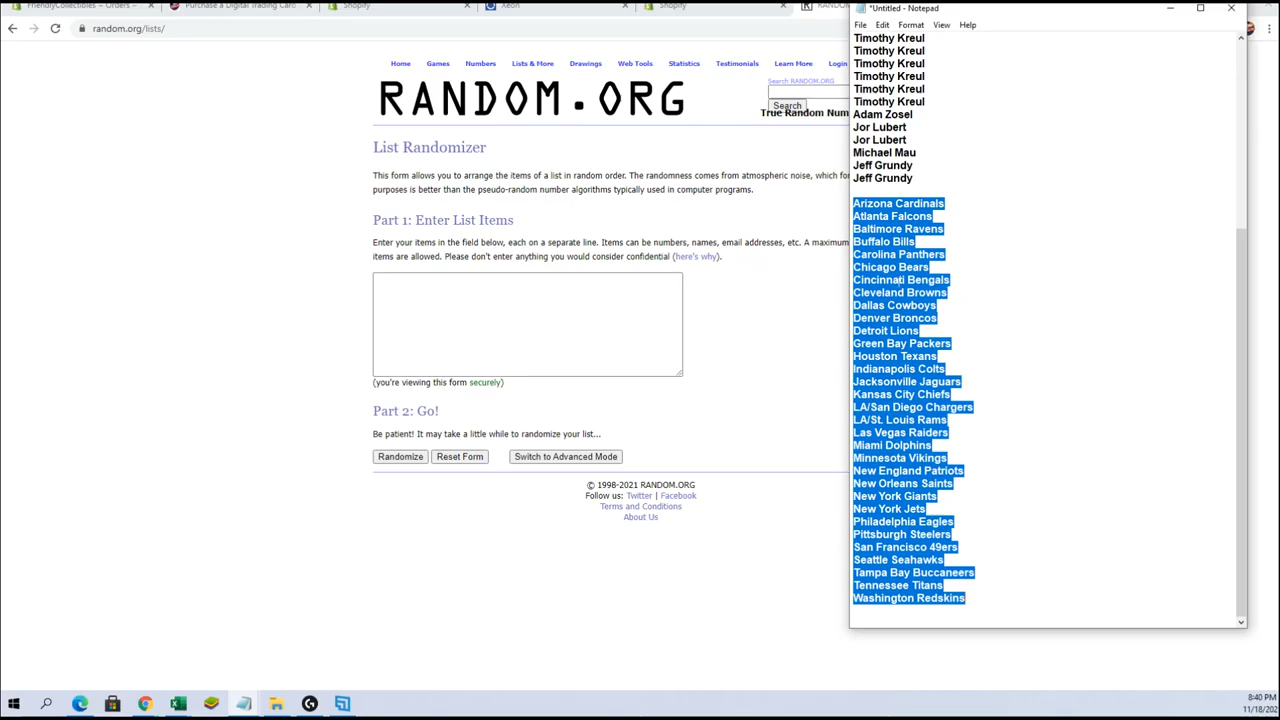 FriendlyCollectibles – Orders –
Purchase a Digital Trading Card
Shopify
Xeon
Shopify
random.org/lists/
Home Games Numbers Lists & More Drawings Web Tools Statistics Testimonials Learn More Login
RANDOM.ORG
Search RANDOM.ORG
Search
True Random Num
List Randomizer
This form allows you to arrange the items of a list in random order. The randomness comes from atmospheric noise, which for
purposes is better than the pseudo-random number algorithms typically used in computer programs.
Part 1: Enter List Items
Enter your items in the field below, each on a separate line. Items can be numbers, names, email addresses, etc. A maximum
items are allowed. Please don't enter anything you would consider confidential (here's why).
(you're viewing this form securely)
Part 2: Go!
Be patient! It may take a little while to randomize your list...
Randomize Reset Form Switch to Advanced Mode
© 1998-2021 RANDOM.ORG
Follow us: Twitter | Facebook
Terms and Conditions
About Us
*Untitled - Notepad
File Edit Format View Help
Timothy Kreul
Timothy Kreul
Timothy Kreul
Timothy Kreul
Timothy Kreul
Timothy Kreul
Adam Zosel
Jor Lubert
Jor Lubert
Michael Mau
Jeff Grundy
Jeff Grundy
Arizona Cardinals
Atlanta Falcons
Baltimore Ravens
Buffalo Bills
Carolina Panthers
Chicago Bears
Cincinnati Bengals
Cleveland Browns
Dallas Cowboys
Denver Broncos
Detroit Lions
Green Bay Packers
Houston Texans
Indianapolis Colts
Jacksonville Jaguars
Kansas City Chiefs
LA/San Diego Chargers
LA/St. Louis Rams
Las Vegas Raiders
Miami Dolphins
Minnesota Vikings
New England Patriots
New Orleans Saints
New York Giants
New York Jets
Philadelphia Eagles
Pittsburgh Steelers
San Francisco 49ers
Seattle Seahawks
Tampa Bay Buccaneers
Tennessee Titans
Washington Redskins
8:40 PM
11/18/202